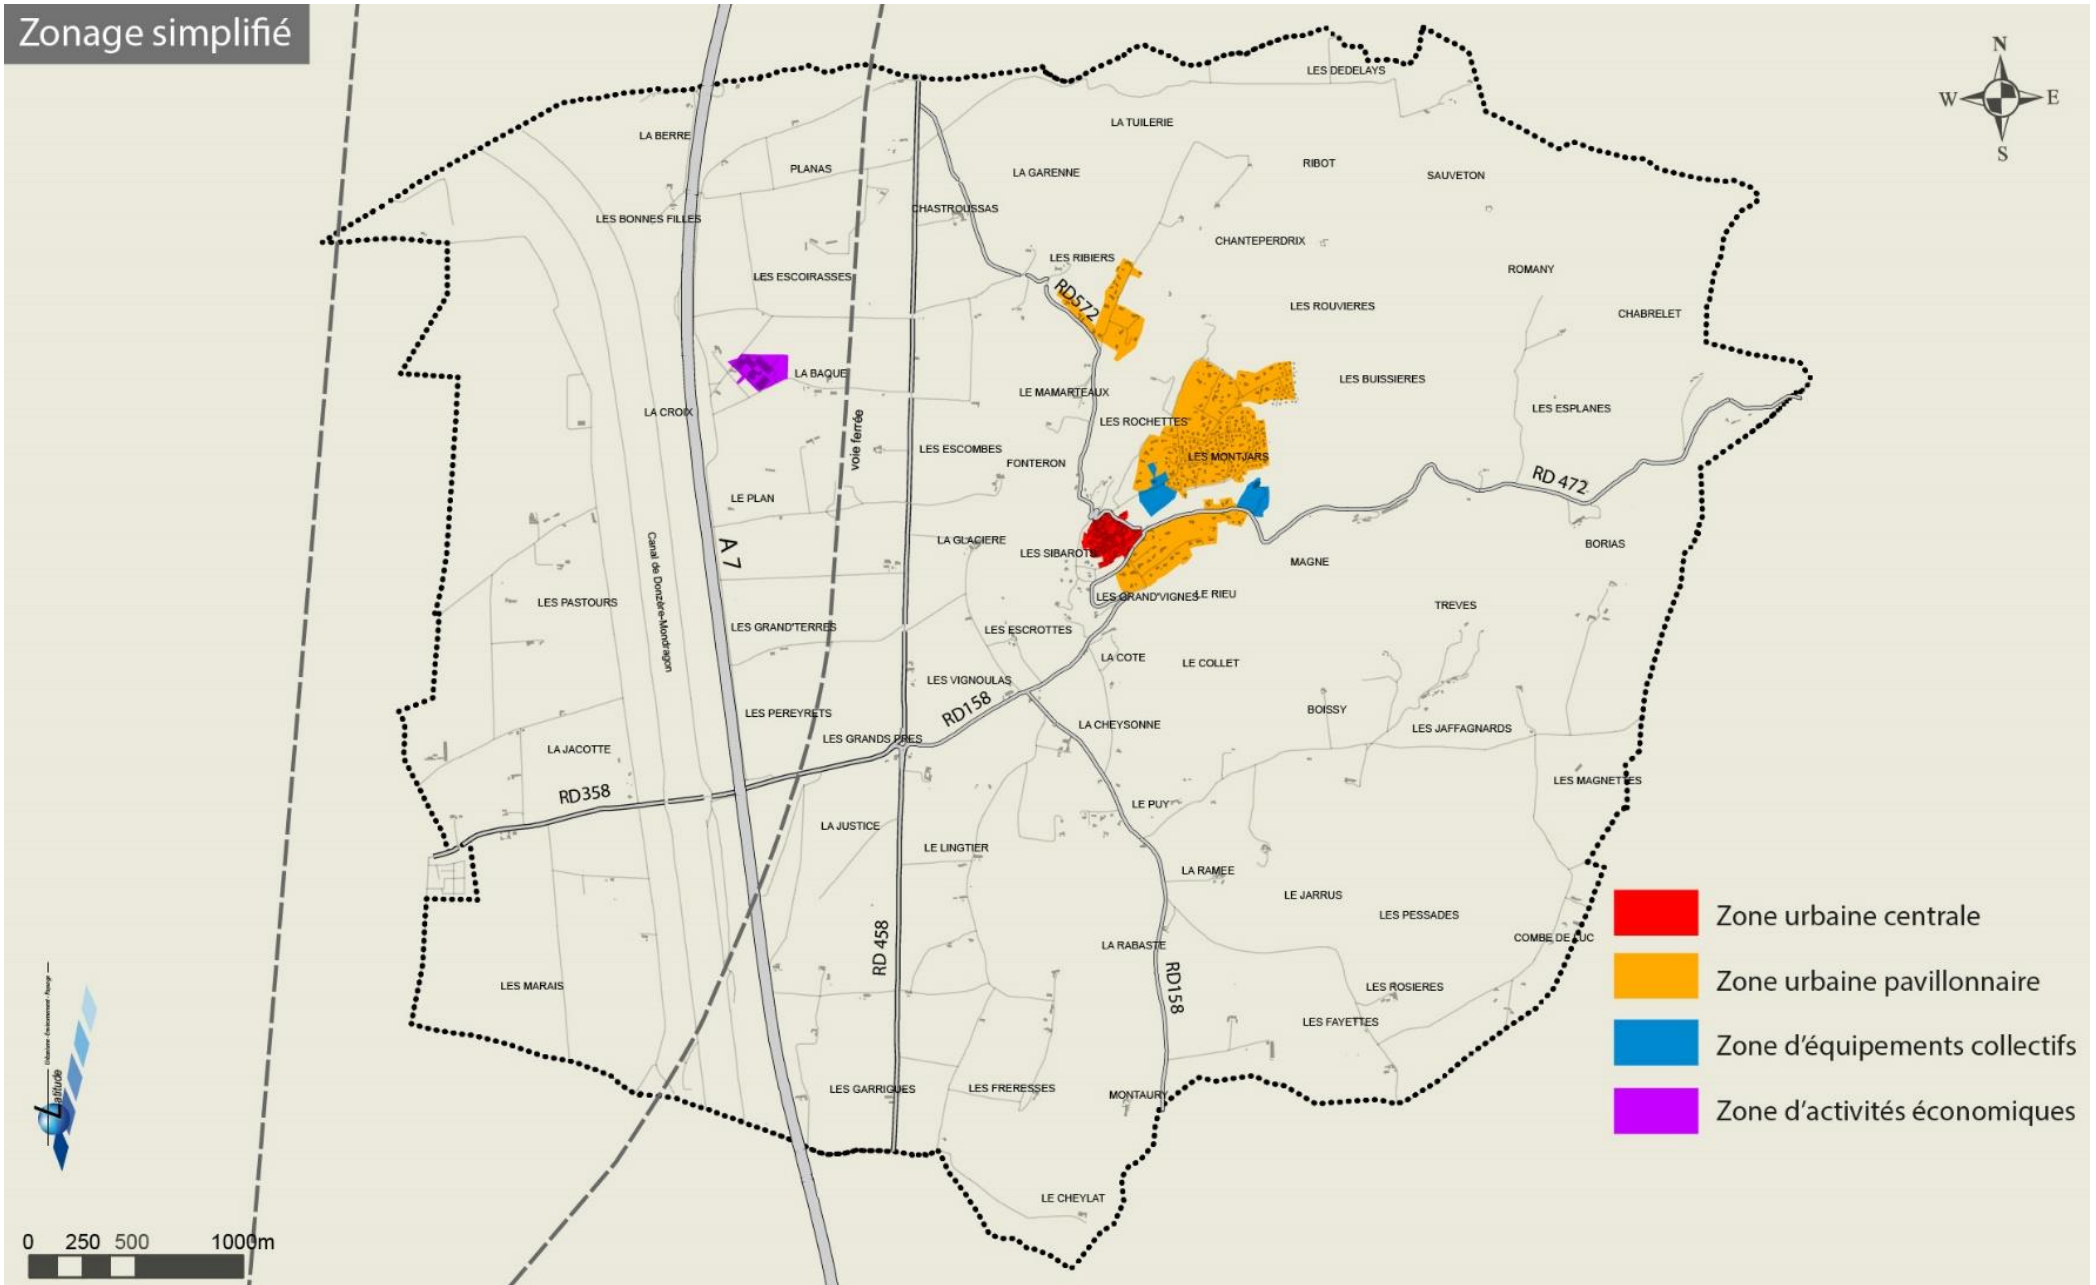 Zonage simplifié
N
W
E
S
LES DEDELAYS
LA TUILERIE
LA BERRE
PLANAS
RIBOT
LA GARENNE
SAUVETON
CHASTROUSSAS
LES BONNES FILLES
CHANTEPERDRIX
LES RIBIERS
ROMANY
LES ESCOIRASSES
RD572
LES ROUVIERES
CHABRELET
LA BAQUE
LES BUISSIERES
LE MAMARTEAUX
LA CROIX
LES ESPLANES
LES ROCHETTES
voie ferrée
LES ESCOMBES
LES MONTJARS
FONTERON
RD 472
LE PLAN
LA GLACIERE
BORIAS
A 7
LES SIBAROTS
MAGNE
Canal de Donzère-Mondragon
LES PASTOURS
LES GRAND'VIGNES
LE RIEU
TREVES
LES GRAND'TERRES
LES ESCROTTES
LA COTE
LE COLLET
LES VIGNOULAS
RD158
LES PEREYRETS
BOISSY
LA CHEYSONNE
LES JAFFAGNARDS
LES GRANDS PRES
LA JACOTTE
LES MAGNETTES
RD358
LE PUY
LA JUSTICE
LE LINGTIER
LA RAMEE
LE JARRUS
LES PESSADES
COMBE DE LUC
RD 458
LA RABASTE
LES MARAIS
RD158
LES ROSIERES
LES FAYETTES
LES GARRIGUES
LES FRERESSES
MONTAURY
LE CHEYLAT
Zone urbaine centrale
Zone urbaine pavillonnaire
Zone d'équipements collectifs
Zone d'activités économiques
Latitude
Urbanisme - Environnement - Paysage
0 250 500 1000m